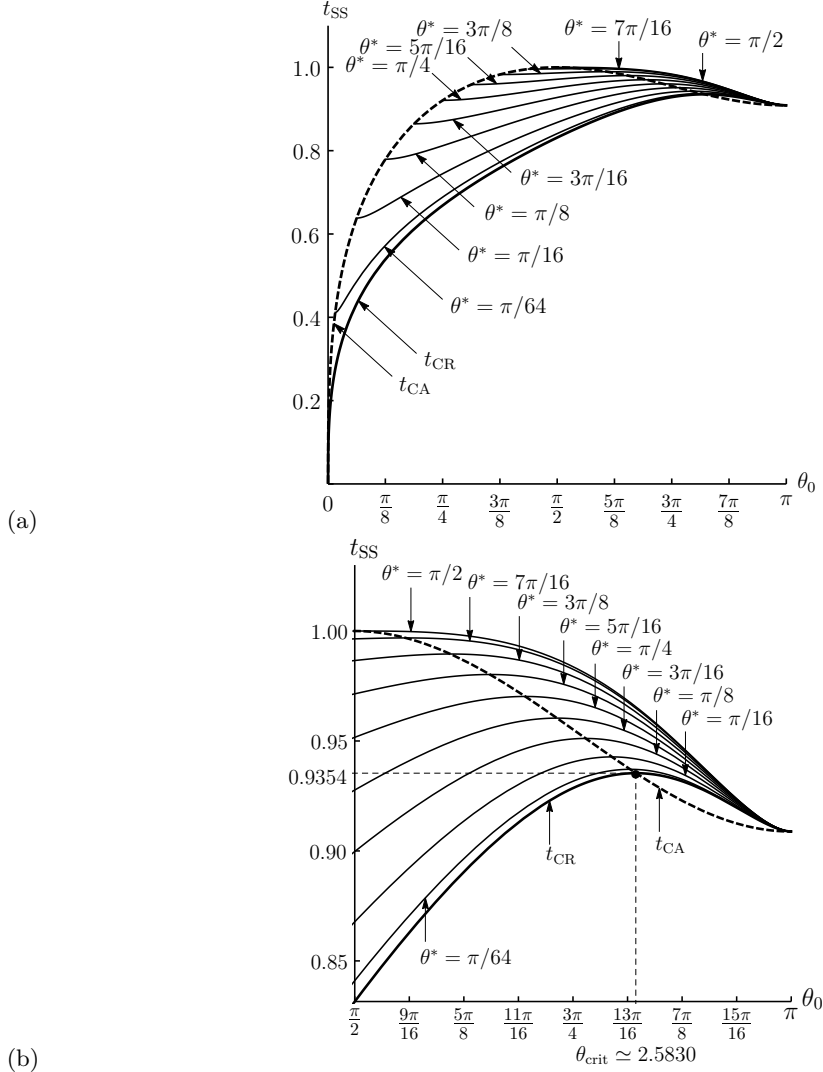 t_SS
θ* = 3π/8
θ* = 7π/16
θ* = 5π/16
θ* = π/2
θ* = π/4
1.0
0.8
θ* = 3π/16
θ* = π/8
0.6
θ* = π/16
θ* = π/64
0.4
t_CR
t_CA
0.2
θ_0
0 π/8 π/4 3π/8 π/2 5π/8 3π/4 7π/8 π
(a)
t_SS
θ* = π/2
θ* = 7π/16
θ* = 3π/8
θ* = 5π/16
1.00
θ* = π/4
θ* = 3π/16
θ* = π/8
θ* = π/16
0.95
0.9354
0.90
t_CR
t_CA
θ* = π/64
0.85
θ_0
π/2 9π/16 5π/8 11π/16 3π/4 13π/16 7π/8 15π/16 π
θ_crit ≃ 2.5830
(b)